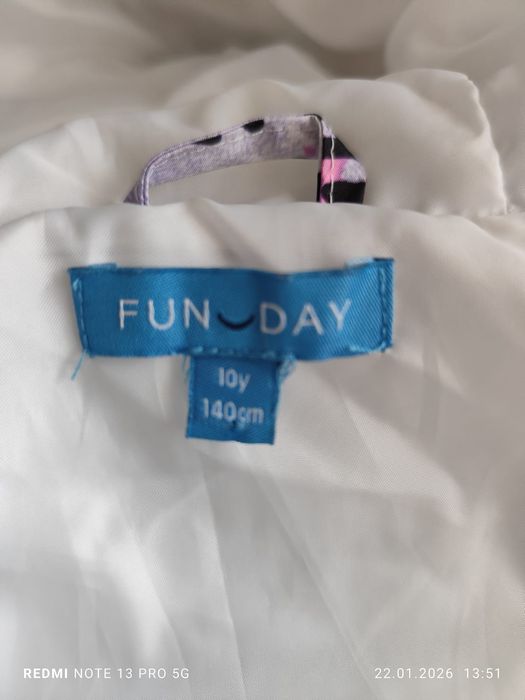 FUN DAY
10y
140cm
REDMI NOTE 13 PRO 5G
22.01.2026 13:51